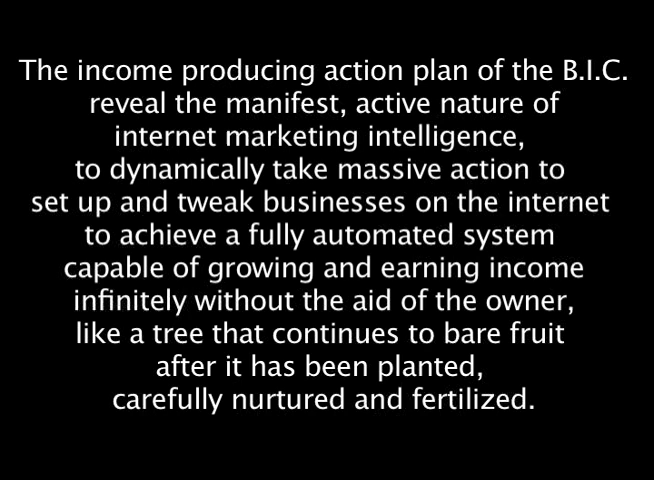 The income producing action plan of the B.I.C.
reveal the manifest, active nature of
internet marketing intelligence,
to dynamically take massive action to
set up and tweak businesses on the internet
to achieve a fully automated system
capable of growing and earning income
infinitely without the aid of the owner,
like a tree that continues to bare fruit
after it has been planted,
carefully nurtured and fertilized.